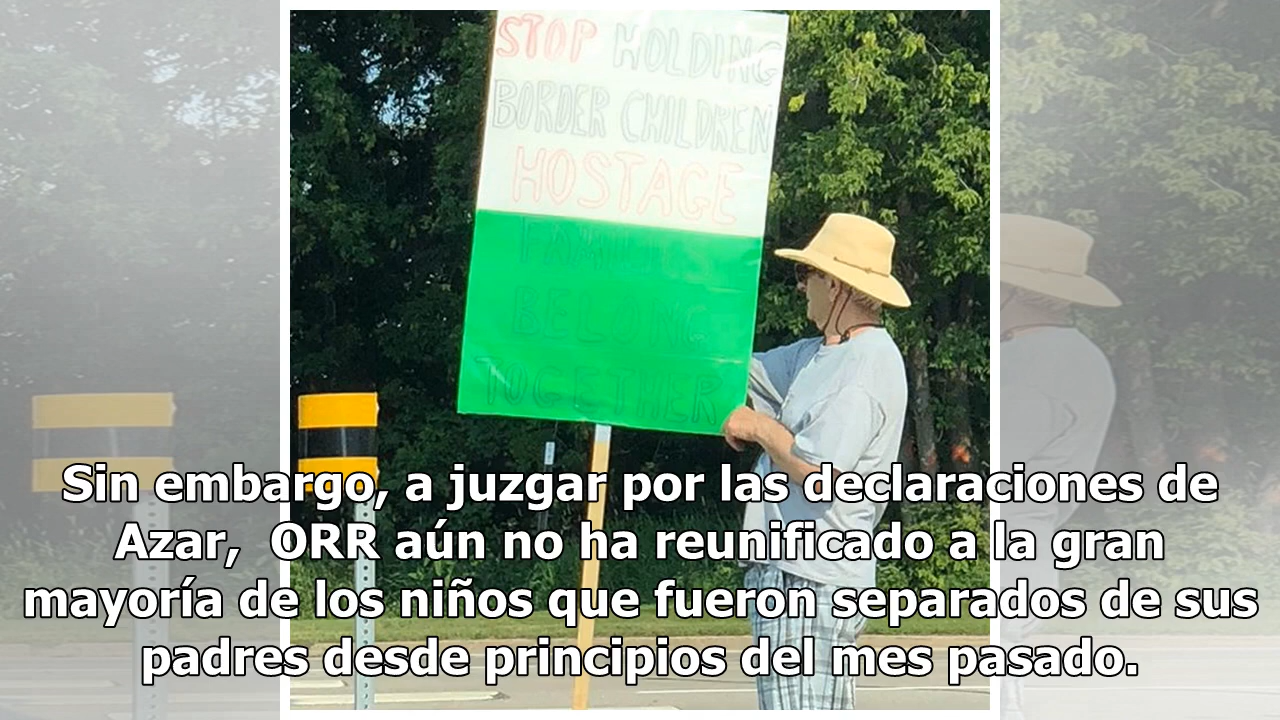 STOP HOLDING
BORDER CHILDREN
HOSTAGE
FAMILIES
BELONG
TOGETHER
Sin embargo, a juzgar por las declaraciones de
Azar, ORR aún no ha reunificado a la gran
mayoría de los niños que fueron separados de sus
padres desde principios del mes pasado.